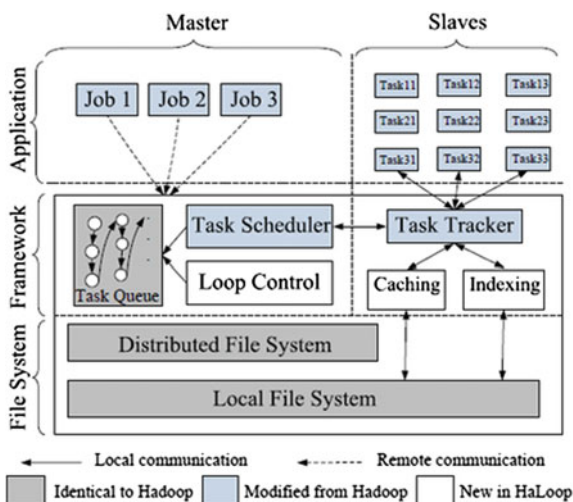 Master
Slaves
Application
Job 1
Job 2
Job 3
Task11
Task12
Task13
Task21
Task22
Task23
Task31
Task32
Task33
Framework
Task Queue
Task Scheduler
Loop Control
Task Tracker
Caching
Indexing
File System
Distributed File System
Local File System
Local communication
Remote communication
Identical to Hadoop
Modified from Hadoop
New in HaLoop